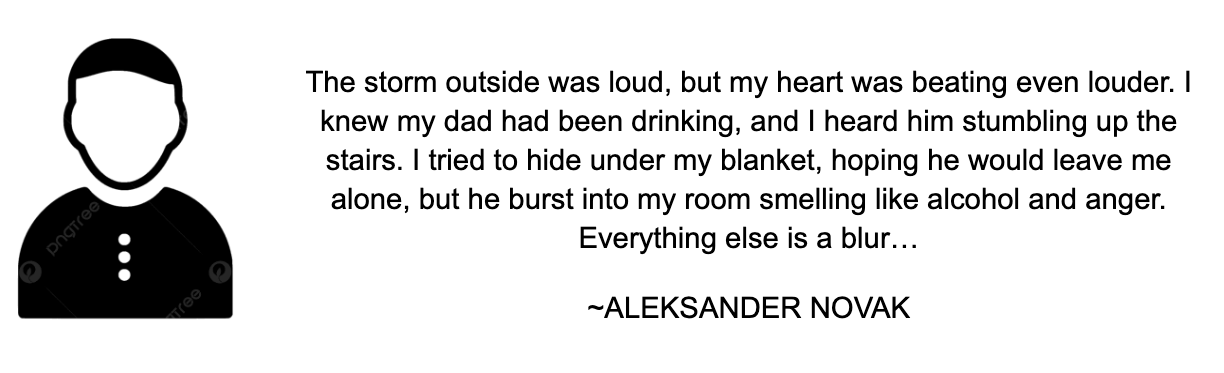 The storm outside was loud, but my heart was beating even louder. I
knew my dad had been drinking, and I heard him stumbling up the
stairs. I tried to hide under my blanket, hoping he would leave me
alone, but he burst into my room smelling like alcohol and anger.
Everything else is a blur…
~ALEKSANDER NOVAK
pngtree